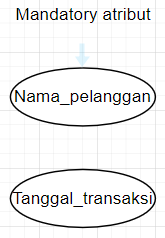 Mandatory atribut
Nama_pelanggan
Tanggal_transaksi